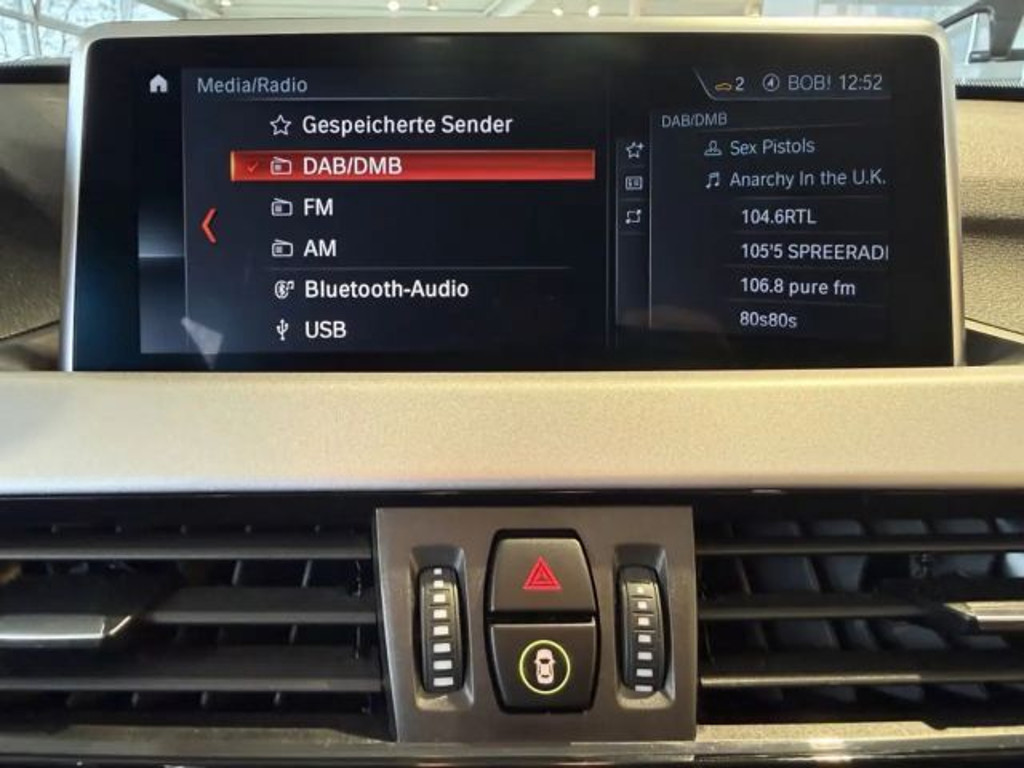 Media/Radio
2 BOB! 12:52
Gespeicherte Sender
DAB/DMB
FM
AM
Bluetooth-Audio
USB
DAB/DMB
Sex Pistols
Anarchy In the U.K.
104.6RTL
105'5 SPREERADI
106.8 pure fm
80s80s